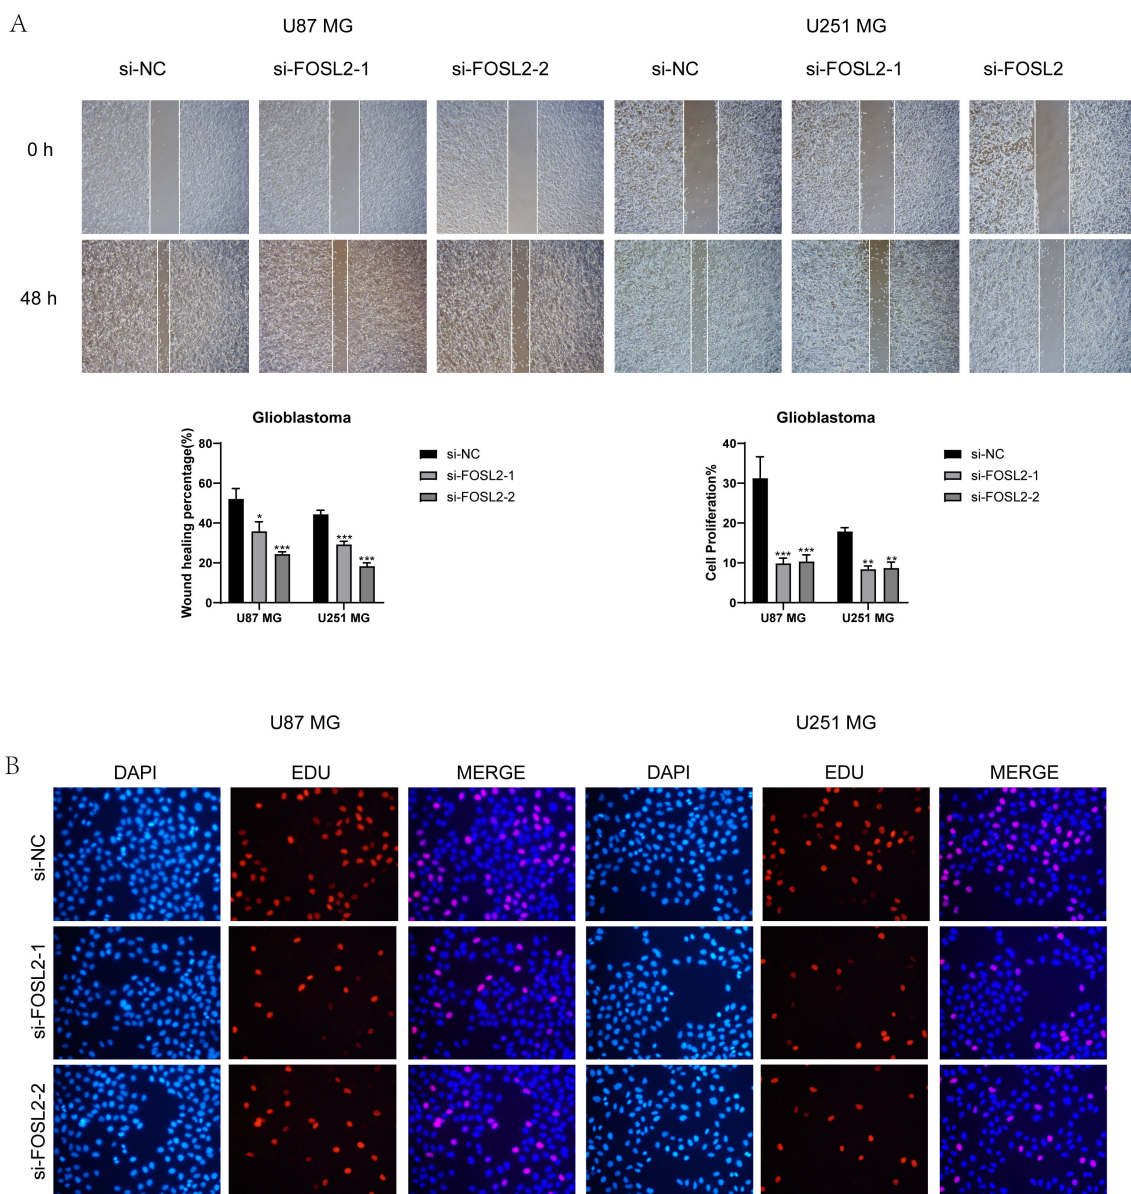 A
U87 MG
U251 MG
si-NC
si-FOSL2-1
si-FOSL2-2
si-NC
si-FOSL2-1
si-FOSL2
0 h
48 h
Glioblastoma
Wound healing percentage(%)
80
60
40
20
0
*
***
***
***
U87 MG
U251 MG
si-NC
si-FOSL2-1
si-FOSL2-2
Glioblastoma
Cell Proliferation%
40
30
20
10
0
***
***
**
**
U87 MG
U251 MG
si-NC
si-FOSL2-1
si-FOSL2-2
U87 MG
U251 MG
B
DAPI
EDU
MERGE
DAPI
EDU
MERGE
si-NC
si-FOSL2-1
si-FOSL2-2